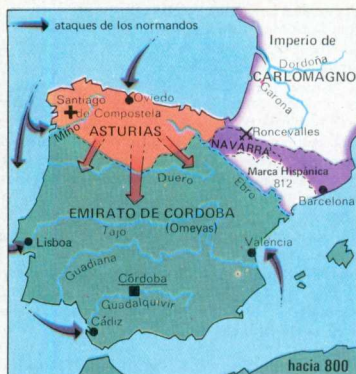 ataques de los normandos
Imperio de
CARLOMAGNO
Dordoña
Garona
Santiago
de Compostela
Oviedo
Miño
ASTURIAS
Roncevalles
NAVARRA
Marca Hispánica
812
Duero
Ebro
Barcelona
EMIRATO DE CORDOBA
(Omeyas)
Lisboa
Tajo
Valencia
Guadiana
Córdoba
Guadalquivir
Cádiz
hacia 800